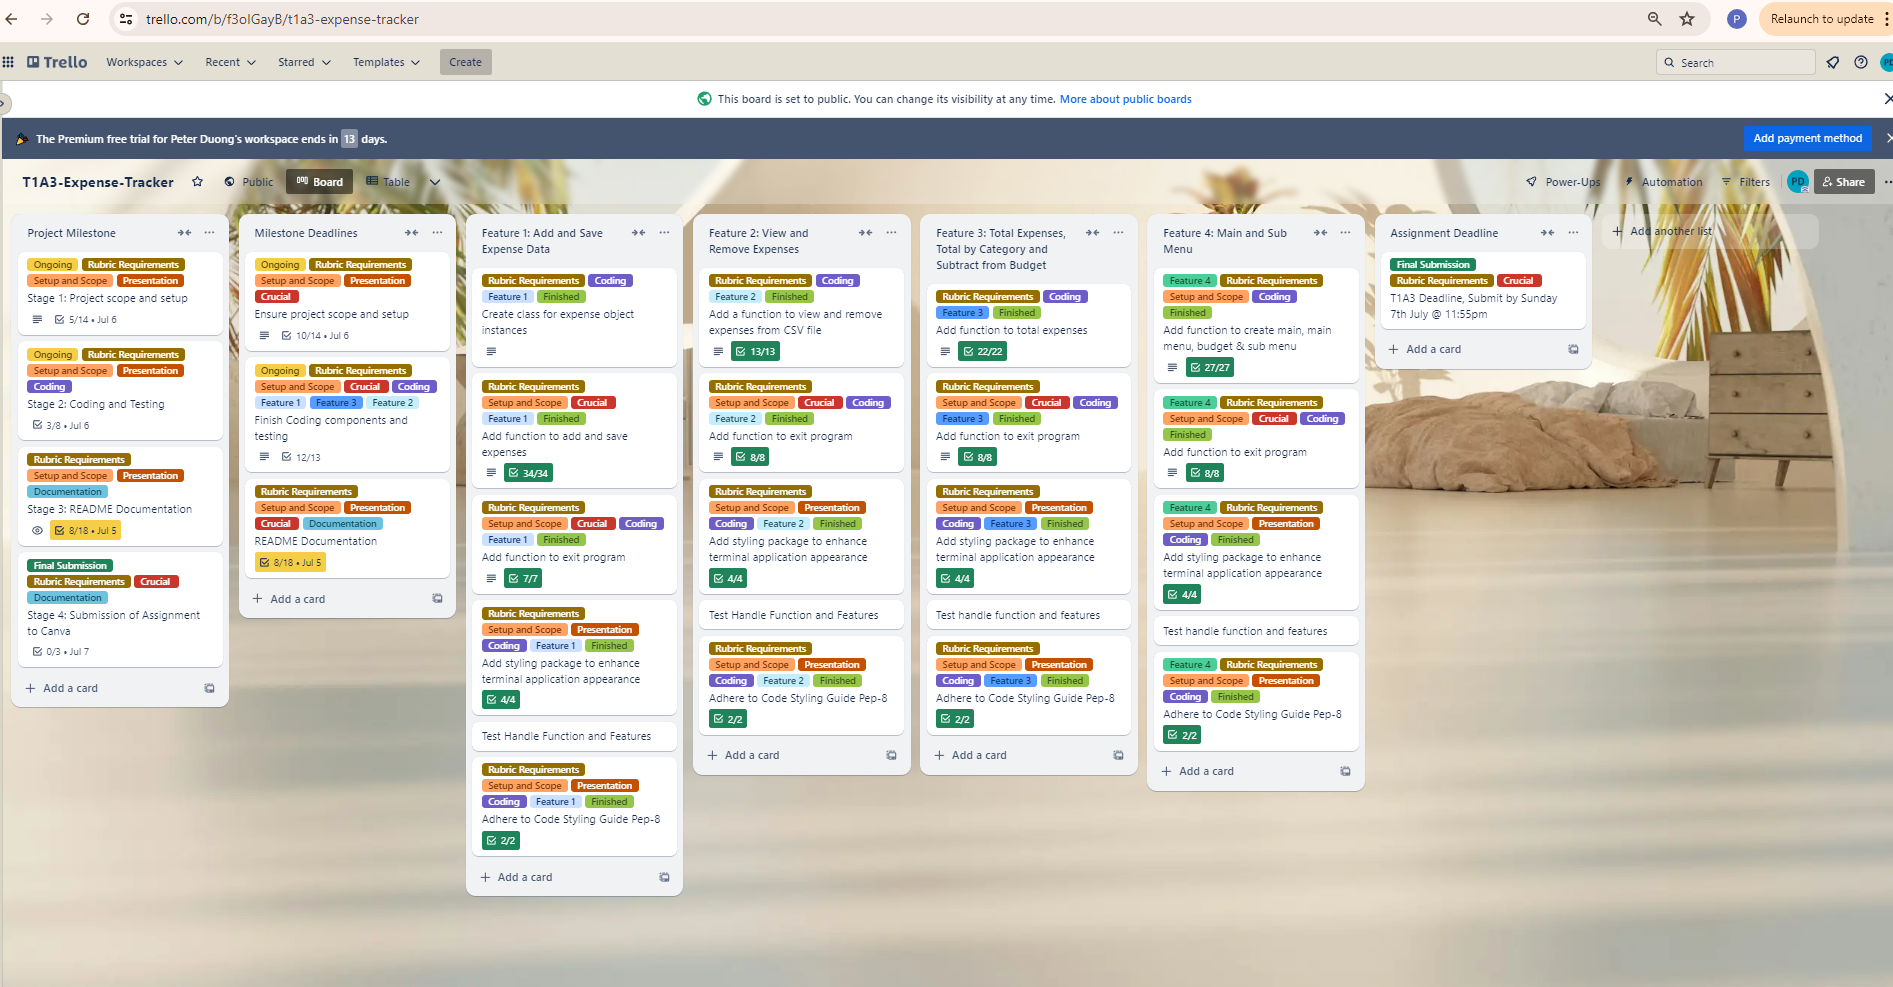 trello.com/b/f3oIGayB/t1a3-expense-tracker
P
Relaunch to update
Trello
Workspaces
Recent
Starred
Templates
Create
Search
PD
This board is set to public. You can change its visibility at any time. More about public boards
The Premium free trial for Peter Duong's workspace ends in 13 days.
Add payment method
T1A3-Expense-Tracker
Public
Board
Table
Power-Ups
Automation
Filters
PD
Share
Project Milestone
Ongoing Rubric Requirements
Setup and Scope Presentation
Stage 1: Project scope and setup
5/14 • Jul 6
Ongoing Rubric Requirements
Setup and Scope Presentation
Coding
Stage 2: Coding and Testing
3/8 • Jul 6
Rubric Requirements
Setup and Scope Presentation
Documentation
Stage 3: README Documentation
8/18 • Jul 5
Final Submission
Rubric Requirements Crucial
Documentation
Stage 4: Submission of Assignment
to Canva
0/3 • Jul 7
Add a card
Milestone Deadlines
Ongoing Rubric Requirements
Setup and Scope Presentation
Crucial
Ensure project scope and setup
10/14 • Jul 6
Ongoing Rubric Requirements
Setup and Scope Crucial Coding
Feature 1 Feature 3 Feature 2
Finish Coding components and
testing
12/13
Rubric Requirements
Setup and Scope Presentation
Crucial Documentation
README Documentation
8/18 • Jul 5
Add a card
Feature 1: Add and Save
Expense Data
Rubric Requirements Coding
Feature 1 Finished
Create class for expense object
instances
Rubric Requirements
Setup and Scope Crucial
Feature 1 Finished
Add function to add and save
expenses
34/34
Rubric Requirements
Setup and Scope Crucial Coding
Feature 1 Finished
Add function to exit program
7/7
Rubric Requirements
Setup and Scope Presentation
Coding Feature 1 Finished
Add styling package to enhance
terminal application appearance
4/4
Test Handle Function and Features
Rubric Requirements
Setup and Scope Presentation
Coding Feature 1 Finished
Adhere to Code Styling Guide Pep-8
2/2
Add a card
Feature 2: View and
Remove Expenses
Rubric Requirements Coding
Feature 2 Finished
Add a function to view and remove
expenses from CSV file
13/13
Rubric Requirements
Setup and Scope Crucial Coding
Feature 2 Finished
Add function to exit program
8/8
Rubric Requirements
Setup and Scope Presentation
Coding Feature 2 Finished
Add styling package to enhance
terminal application appearance
4/4
Test Handle Function and Features
Rubric Requirements
Setup and Scope Presentation
Coding Feature 2 Finished
Adhere to Code Styling Guide Pep-8
2/2
Add a card
Feature 3: Total Expenses,
Total by Category and
Subtract from Budget
Rubric Requirements Coding
Feature 3 Finished
Add function to total expenses
22/22
Rubric Requirements
Setup and Scope Crucial Coding
Feature 3 Finished
Add function to exit program
8/8
Rubric Requirements
Setup and Scope Presentation
Coding Feature 3 Finished
Add styling package to enhance
terminal application appearance
4/4
Test handle function and features
Rubric Requirements
Setup and Scope Presentation
Coding Feature 3 Finished
Adhere to Code Styling Guide Pep-8
2/2
Add a card
Feature 4: Main and Sub
Menu
Feature 4 Rubric Requirements
Setup and Scope Coding
Finished
Add function to create main, main
menu, budget & sub menu
27/27
Feature 4 Rubric Requirements
Setup and Scope Crucial Coding
Finished
Add function to exit program
8/8
Feature 4 Rubric Requirements
Setup and Scope Presentation
Coding Finished
Add styling package to enhance
terminal application appearance
4/4
Test handle function and features
Feature 4 Rubric Requirements
Setup and Scope Presentation
Coding Finished
Adhere to Code Styling Guide Pep-8
2/2
Add a card
Assignment Deadline
Final Submission
Rubric Requirements Crucial
T1A3 Deadline, Submit by Sunday
7th July @ 11:55pm
Add a card
Add another list